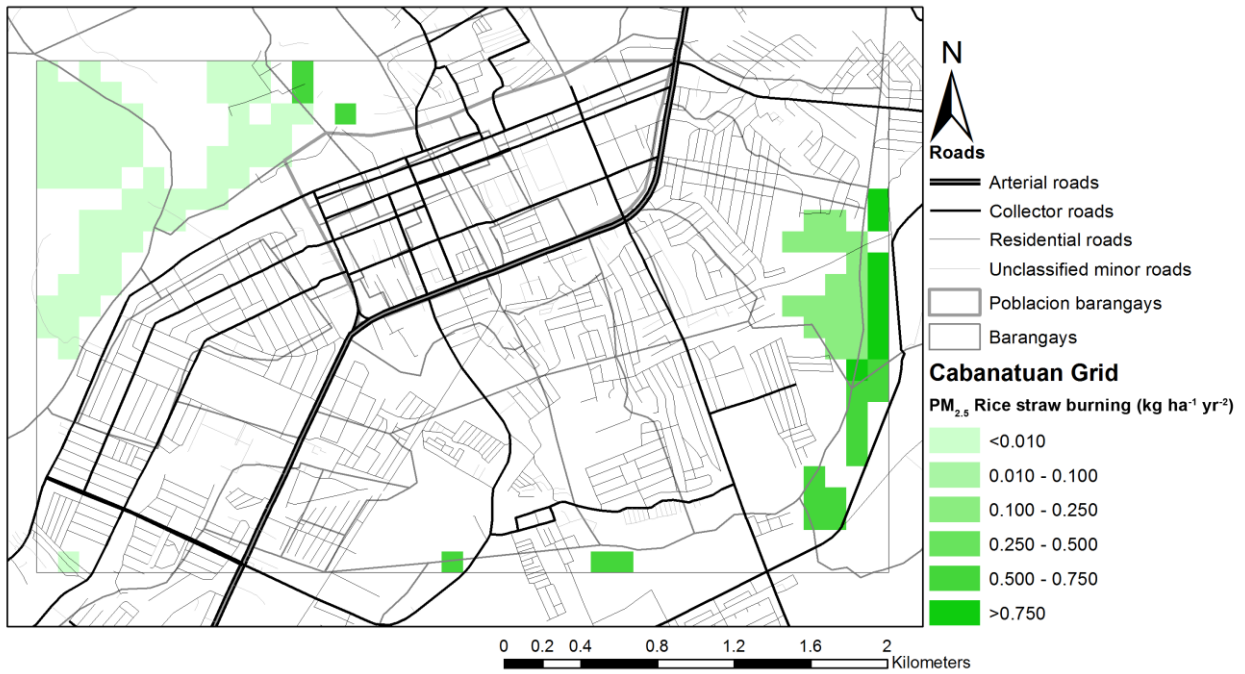 N
Roads
Arterial roads
Collector roads
Residential roads
Unclassified minor roads
Poblacion barangays
Barangays
Cabanatuan Grid
PM₂.₅ Rice straw burning (kg ha⁻¹ yr⁻²)
<0.010
0.010 - 0.100
0.100 - 0.250
0.250 - 0.500
0.500 - 0.750
>0.750
0 0.2 0.4 0.8 1.2 1.6 2
Kilometers